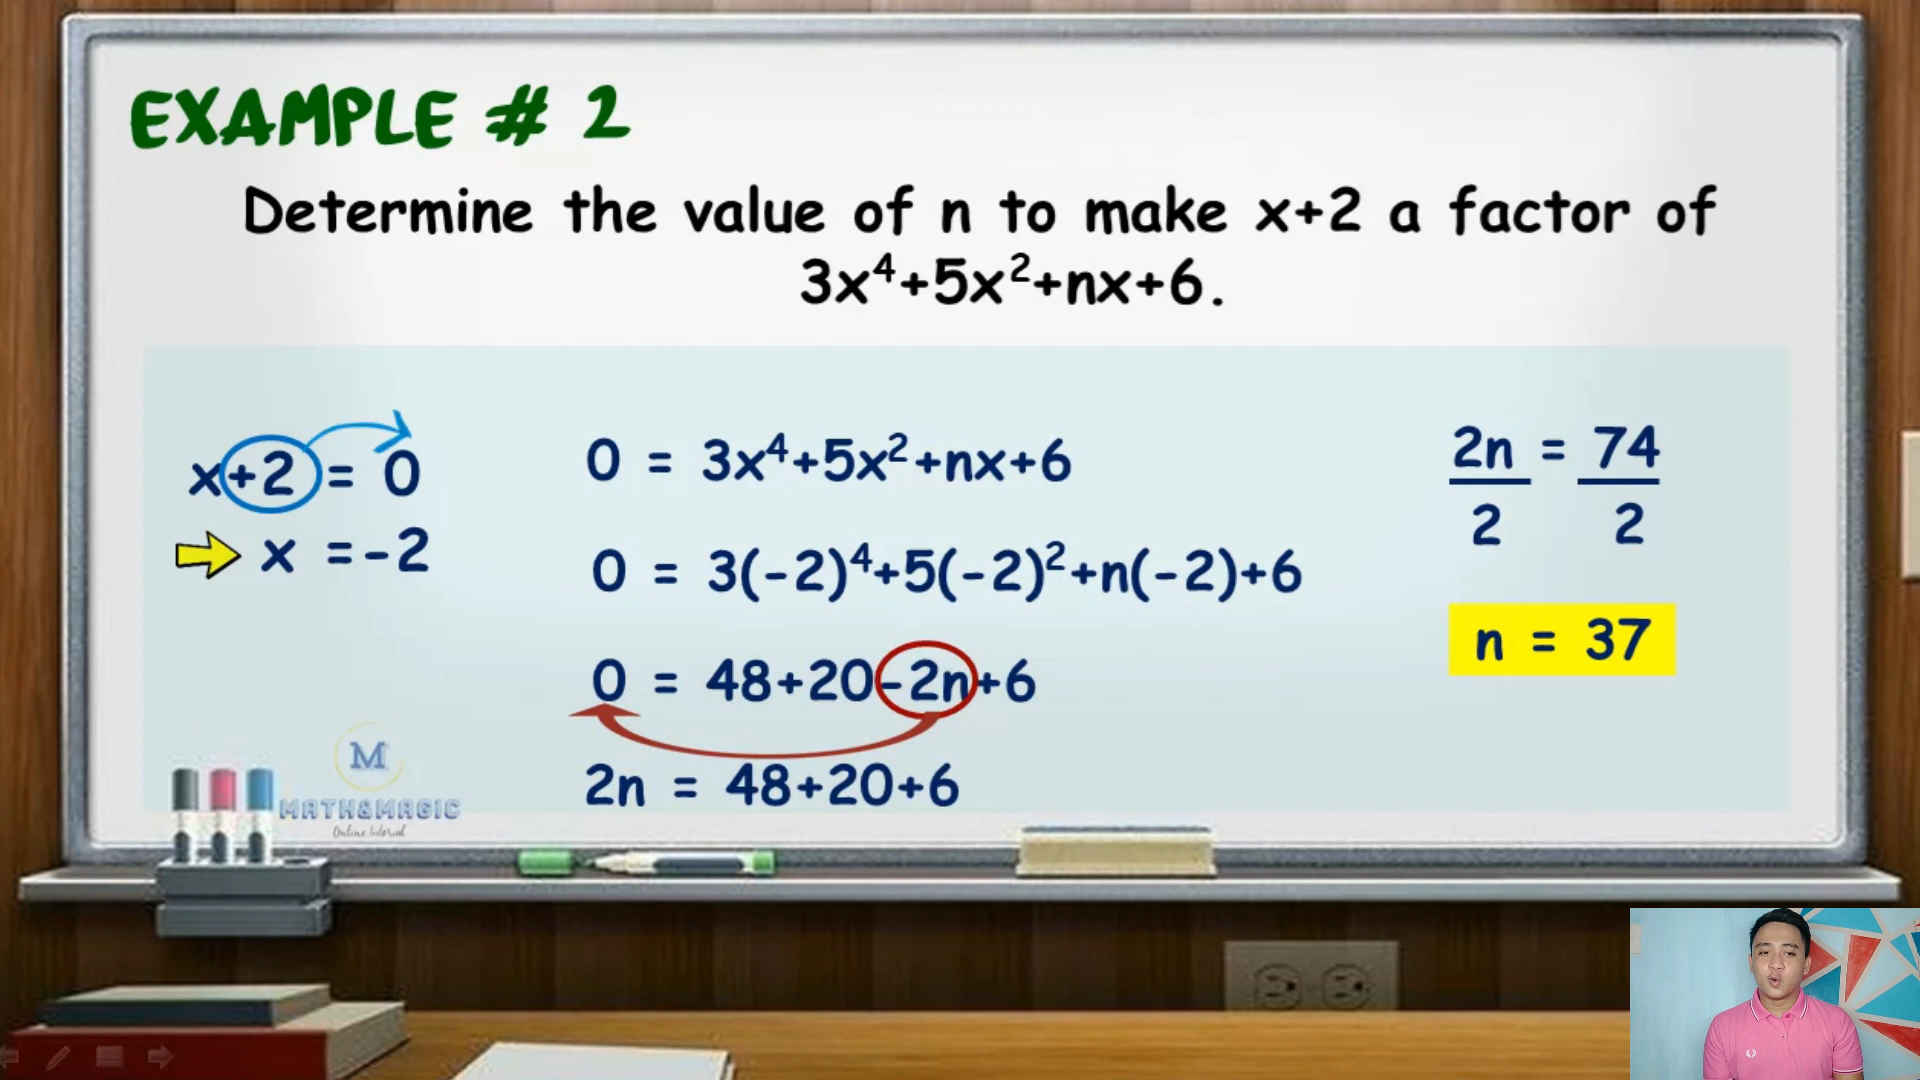 EXAMPLE # 2
Determine the value of n to make x+2 a factor of
3x⁴+5x²+nx+6.
x+2 = 0
x = -2
0 = 3x⁴+5x²+nx+6
0 = 3(-2)⁴+5(-2)²+n(-2)+6
0 = 48+20-2n+6
2n = 48+20+6
2n = 74
2 2
n = 37
M
MATH&MAGIC
Online tutorial